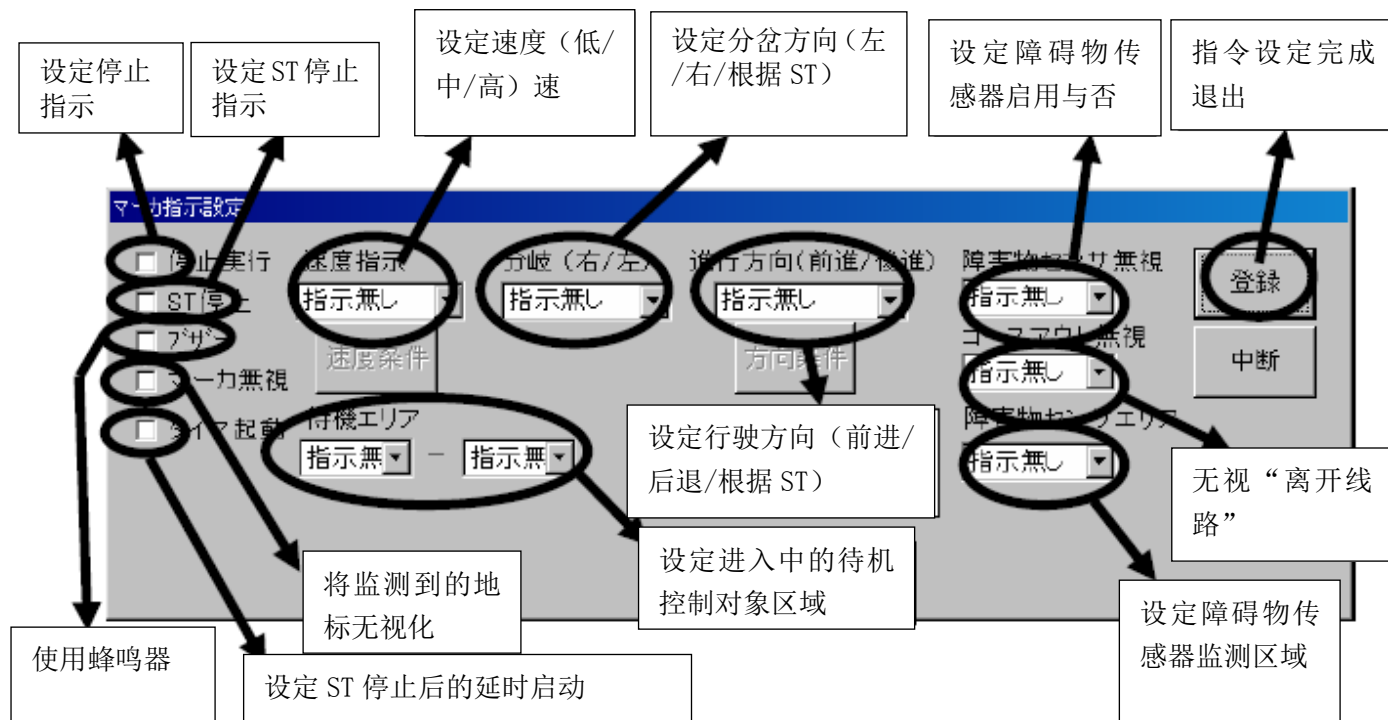 设定停止
指示
设定 ST 停止
指示
设定速度（低/
中/高）速
设定分岔方向（左
/右/根据 ST）
设定障碍物传
感器启用与否
指令设定完成
退出
マーカ指示設定
停止実行
速度指示
分岐（右/左）
進行方向(前進/後進)
障害物センサ無視
登録
ST停止
指示無し
指示無し
指示無し
指示無し
ﾌﾞｻﾞｰ
速度条件
方向条件
コースアウト無視
中断
マーカ無視
指示無し
タイマ起動
待機エリア
障害物センサエリア
指示無
－
指示無
指示無し
设定行驶方向（前进/
后退/根据 ST）
无视“离开线
路”
设定进入中的待机
控制对象区域
将监测到的地
标无视化
设定障碍物传
感器监测区域
使用蜂鸣器
设定 ST 停止后的延时启动